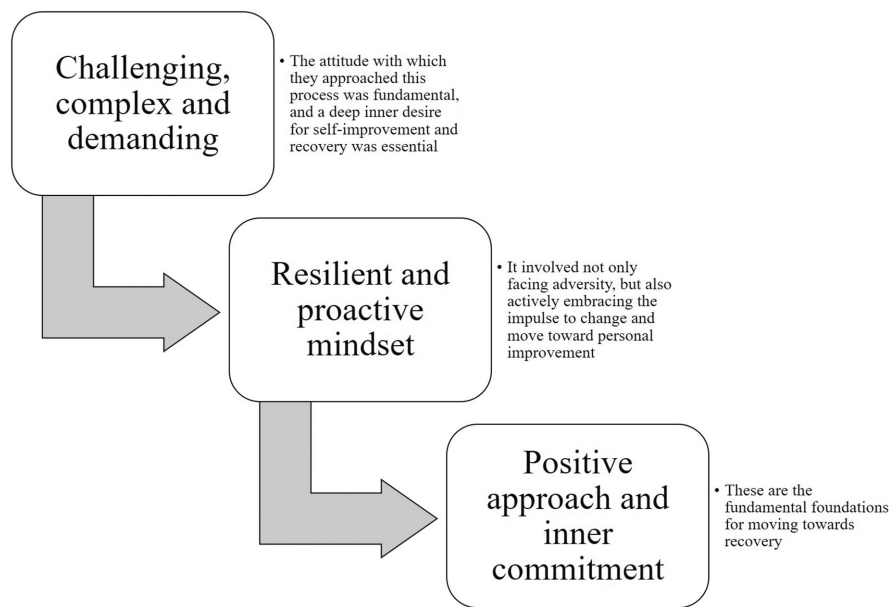 Challenging,
complex and
demanding
• The attitude with which
they approached this
process was fundamental,
and a deep inner desire
for self-improvement and
recovery was essential
Resilient and
proactive
mindset
• It involved not only
facing adversity, but also
actively embracing the
impulse to change and
move toward personal
improvement
Positive
approach and
inner
commitment
• These are the
fundamental foundations
for moving towards
recovery